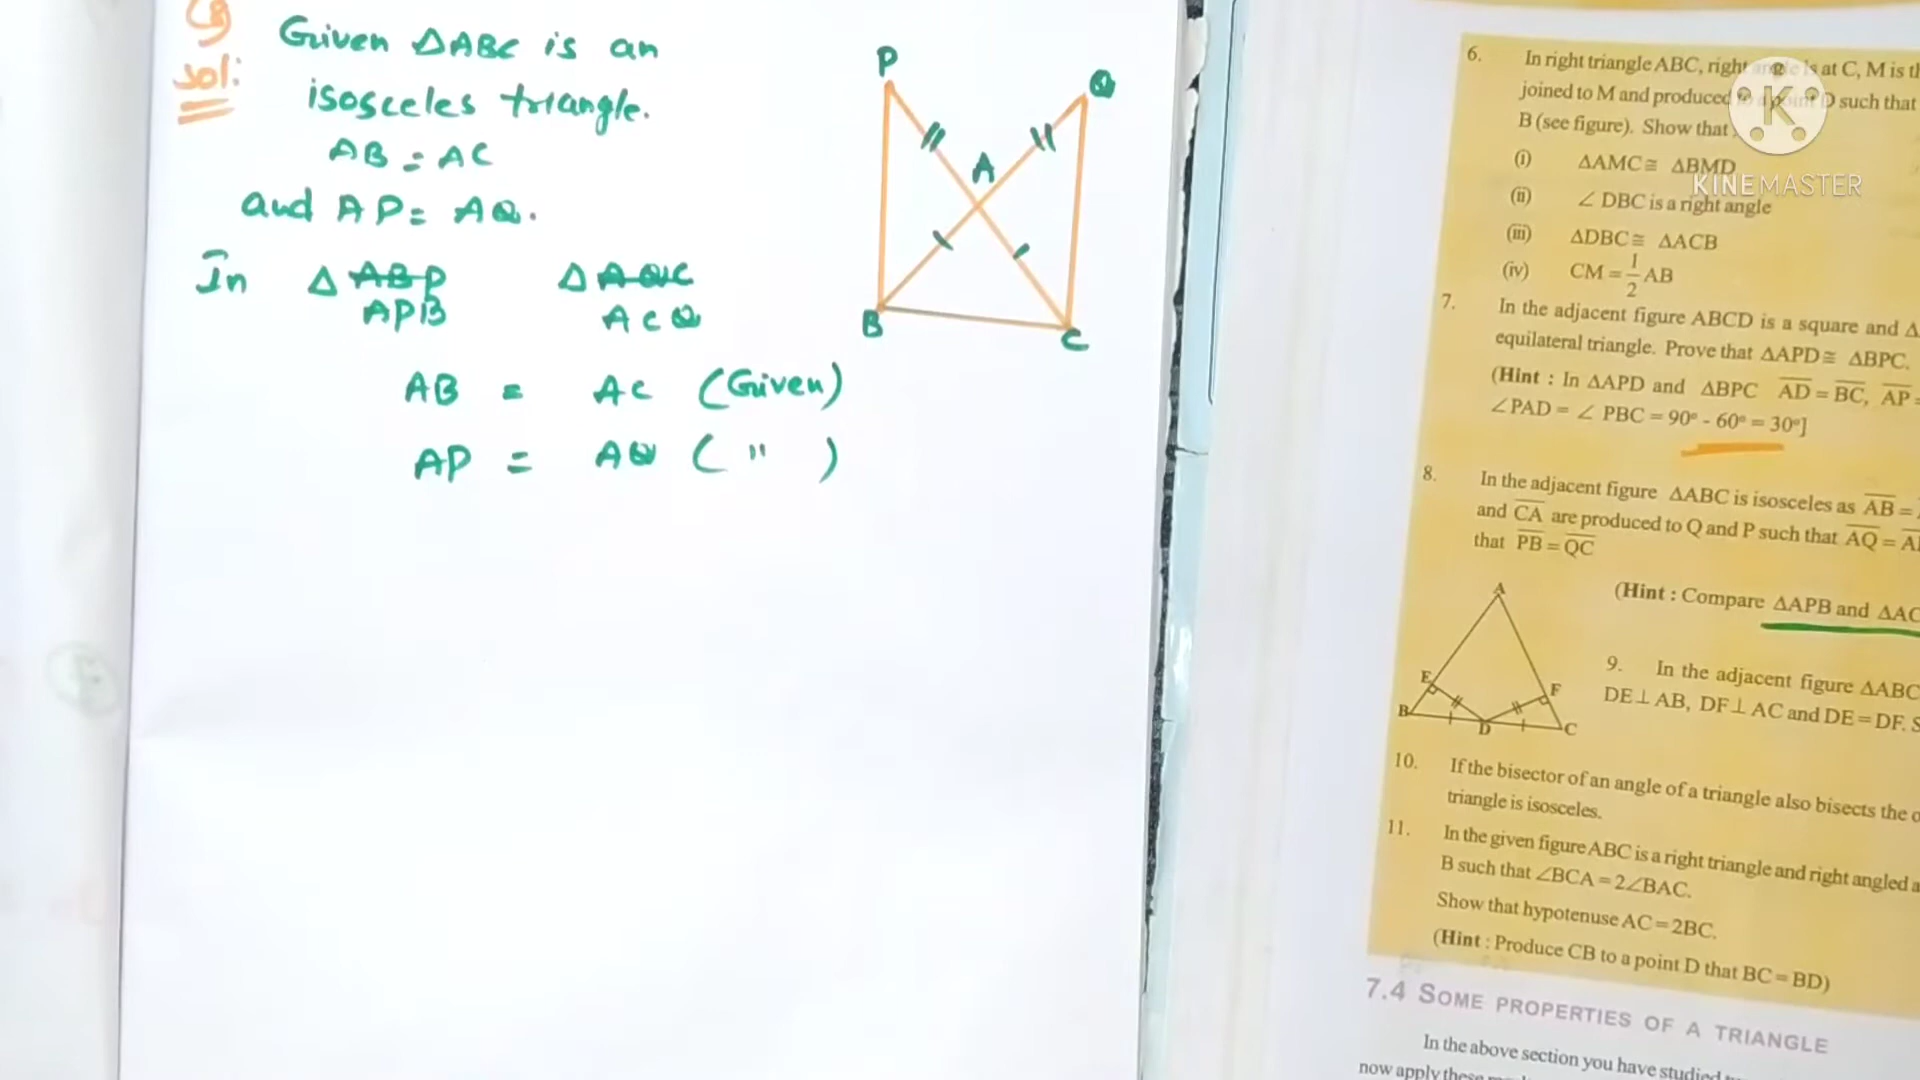 8)
Sol:
Given △ABC is an
isosceles triangle.
AB = AC
and AP = AQ.
In △ ABP △ AQC
APB ACQ
AB = AC (Given)
AP = AQ ( " )
P
Q
A
B
C
6. In right triangle ABC, right angle is at C, M is
joined to M and produced to a point D such that
B (see figure). Show that
(i) ΔAMC ≅ ΔBMD
(ii) ∠ DBC is a right angle
(iii) ΔDBC ≅ ΔACB
(iv) CM = 1/2 AB
7. In the adjacent figure ABCD is a square and Δ
equilateral triangle. Prove that ΔAPD ≅ ΔBPC.
(Hint : In ΔAPD and ΔBPC AD = BC, AP =
∠PAD = ∠ PBC = 90° - 60° = 30°]
8. In the adjacent figure ΔABC is isosceles as AB =
and CA are produced to Q and P such that AQ =
that PB = QC
(Hint : Compare ΔAPB and
A
E
F
B
D
C
9. In the adjacent figure ΔABC
DE ⊥ AB, DF ⊥ AC and DE = DF.
10. If the bisector of an angle of a triangle also bisects the
triangle is isosceles.
11. In the given figure ABC is a right triangle and right angled
B such that ∠BCA = 2∠BAC.
Show that hypotenuse AC = 2BC.
(Hint : Produce CB to a point D that BC = BD)
7.4 SOME PROPERTIES OF A TRIANGLE
In the above section you have studied
now apply these
K
KINEMASTER